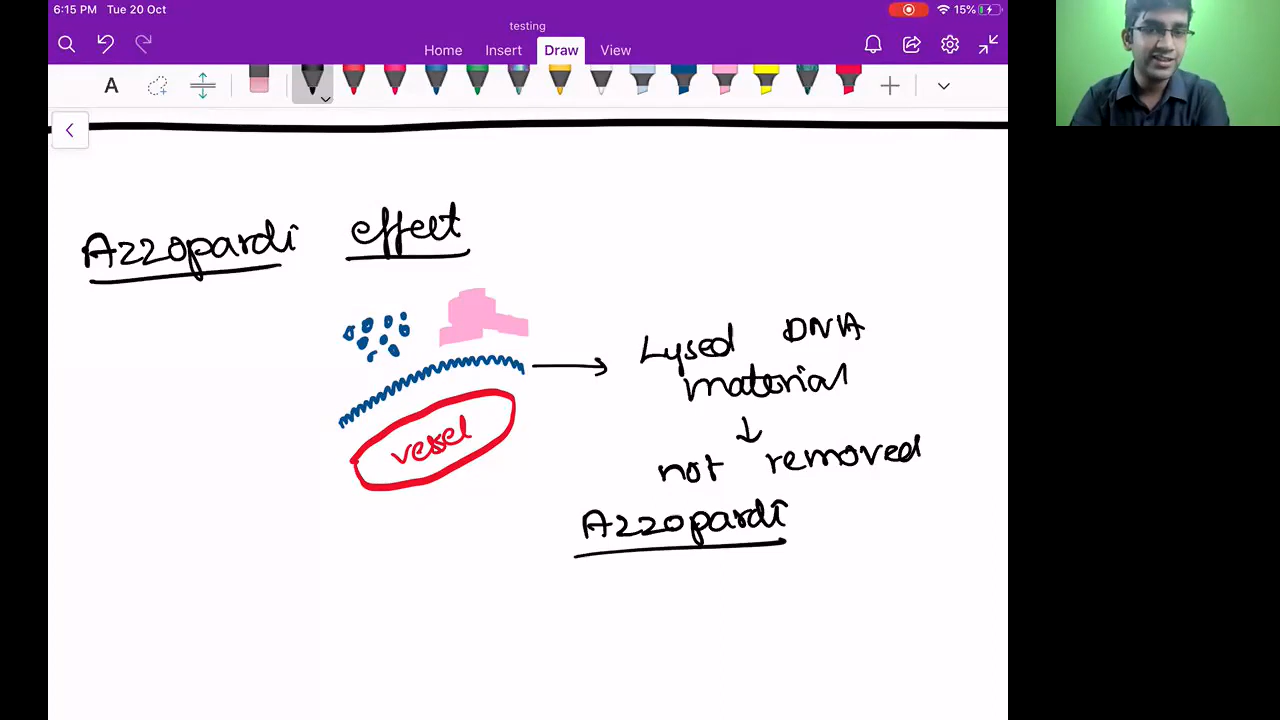 6:15 PM Tue 20 Oct
15%
testing
Home Insert Draw View
A
Azzopardi effect
Lysed DNA
material
vessel
not removed
Azzopardi